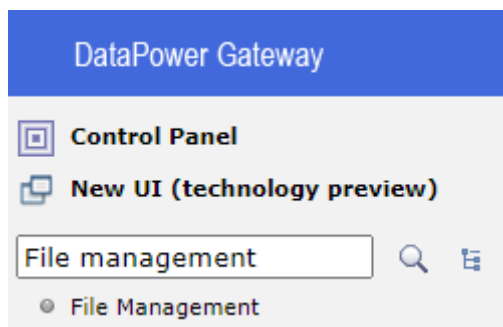 DataPower Gateway
Control Panel
New UI (technology preview)
File management
File Management